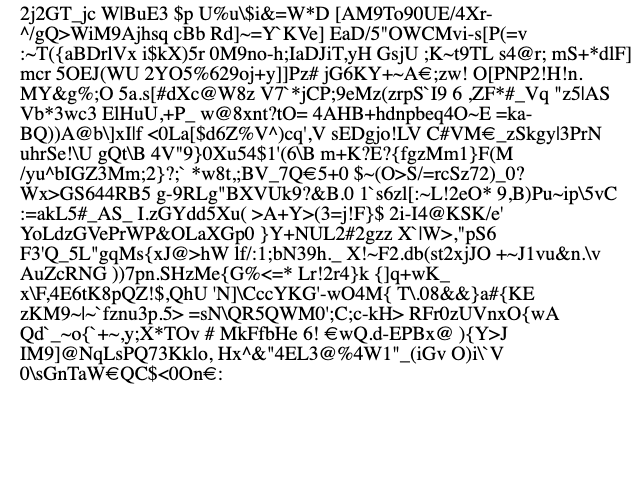 2j2GT_jc W|BuE3 $p U%u\$i&=W*D [AM9To90UE/4Xr-
^/gQ>WiM9Ajhsq cBb Rd]~=Y`KVe] EaD/5"OWCMvi-s[P(=v
:~T({aBDrlVx i$kX)5r 0M9no-h;IaDJiT,yH GsjU ;K~t9TL s4@r; mS+*dlF]
mcr 5OEJ(WU 2YO5%629oj+y]]Pz# jG6KY+~A€;zw! O[PNP2!H!n.
MY&g%;O 5a.s[#dXc@W8z V7`*jCP;9eMz(zrpS`I9 6 ,ZF*#_Vq "z5|AS
Vb*3wc3 ElHuU,+P_ w@8xnt?tO= 4AHB+hdnpbeq4O~E =ka-
BQ))A@b\]xIlf <0La[$d6Z%V^)cq',V sEDgjo!LV C#VM€_zSkgy|3PrN
uhrSe!\U gQt\B 4V"9}0Xu54$1'(6\B m+K?E?{fgzMm1}F(M
/yu^bIGZ3Mm;2}?;` *w8t,;BV_7Q€5+0 $~(O>S/=rcSz72)_0?
Wx>GS644RB5 g-9RLg"BXVUk9?&B.0 1`s6zl[:~L!2eO* 9,B)Pu~ip\5vC
:=akL5#_AS_ I.zGYdd5Xu( >A+Y>(3=j!F}$ 2i-I4@KSK/e'
YoLdzGVePrWP&OLaXGp0 }Y+NUL2#2gzz X`|W>,"pS6
F3'Q_5L"gqMs{xJ@>hW lf/:1;bN39h._ X!~F2.db(st2xjJO +~J1vu&n.\v
AuZcRNG ))7pn.SHzMe{G%<=* Lr!2r4}k {]q+wK_
x\F,4E6tK8pQZ!$,QhU 'N]\CccYKG'-wO4M{ T\.08&&}a#{KE
zKM9~l~`fznu3p.5> =sN\QR5QWM0';C;c-kH> RFr0zUVnxO{wA
Qd`_~o{`+~,y;X*TOv # MkFfbHe 6! €wQ.d-EPBx@ ){Y>J
IM9]@NqLsPQ73Kklo, Hx^&"4EL3@%4W1"_(iGv O)i\`V
0\sGnTaW€QC$<0On€: